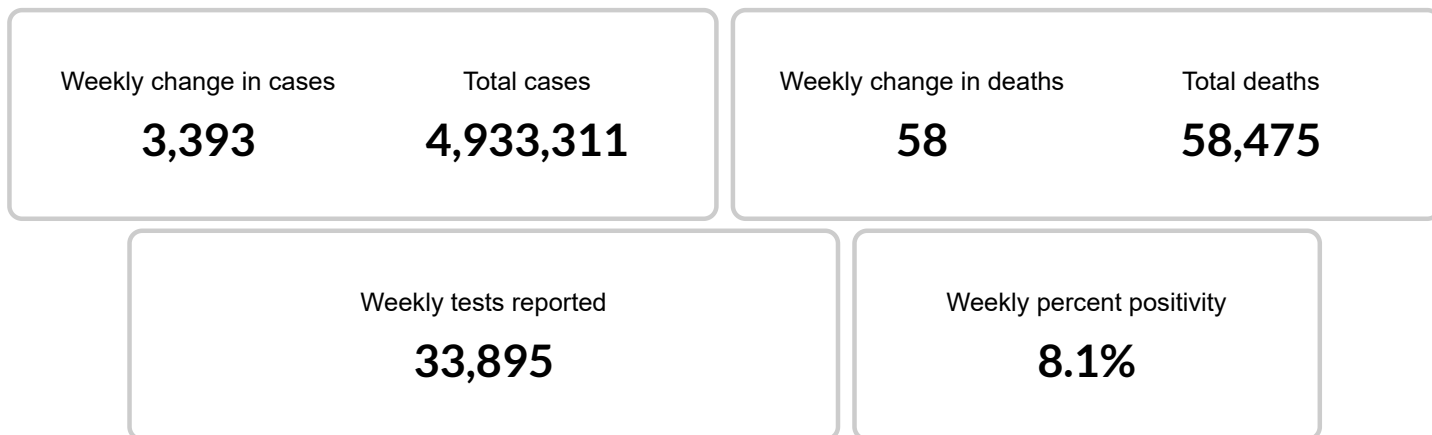 Weekly change in cases Total cases Weekly change in deaths Total deaths
3,393 4,933,311 58 58,475
Weekly tests reported Weekly percent positivity
33,895 8.1%